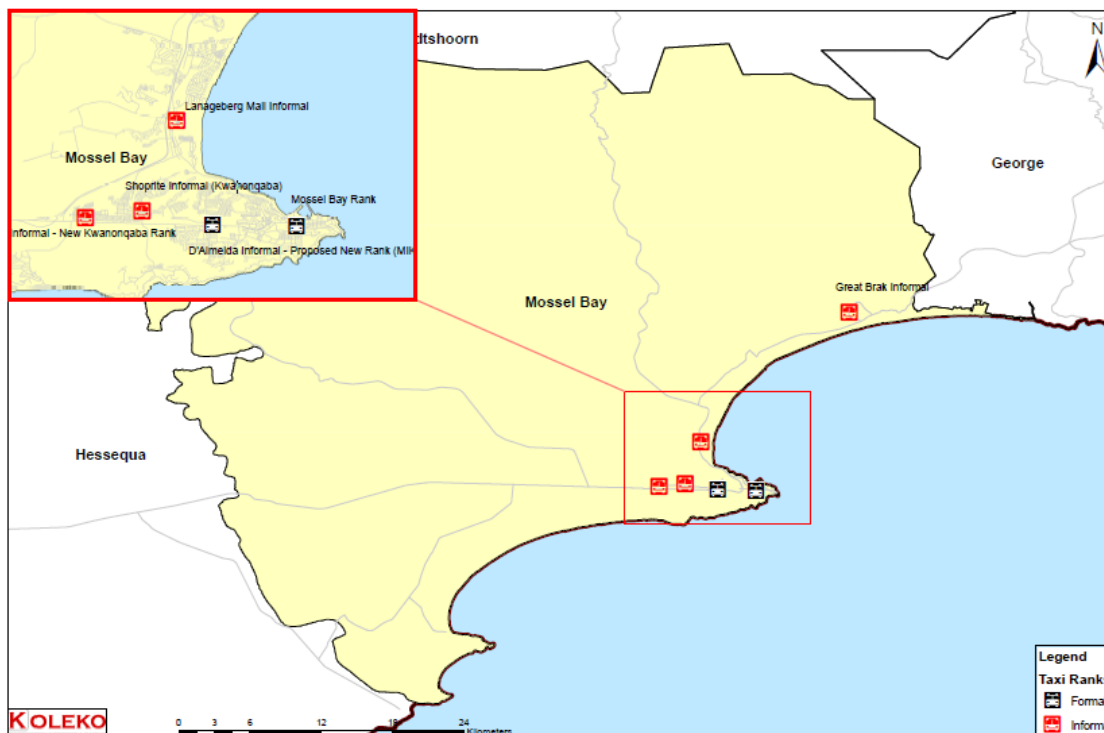 dtshoorn
N
Lanageberg Mall Informal
Mossel Bay
George
Shoprite Informal (Kwanonqaba)
Mossel Bay Rank
nformal - New Kwanonqaba Rank
D'Almeida Informal - Proposed New Rank (MIK
Great Brak Informal
Mossel Bay
Hessequa
Legend
Taxi Rank
Forma
Inform
KOLEKO
0 3 6 12 18 24
Kilometers